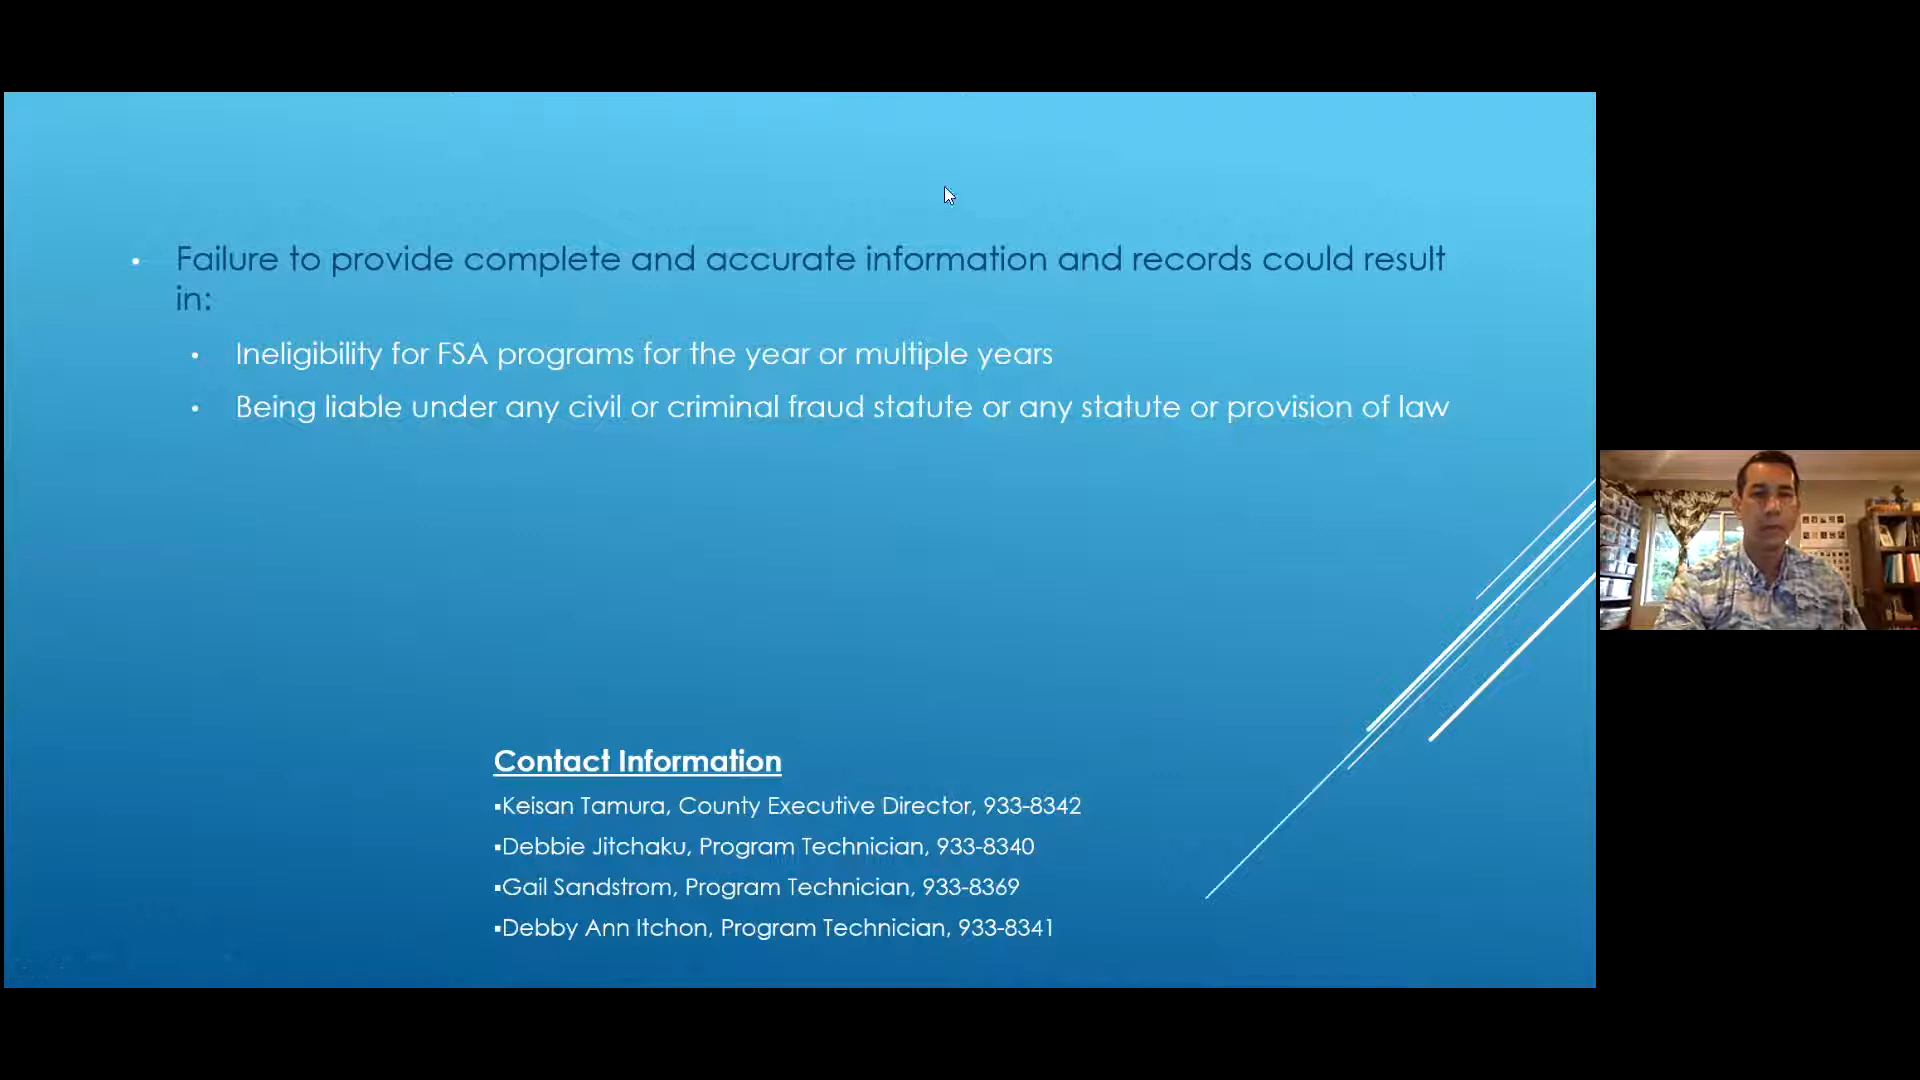 • Failure to provide complete and accurate information and records could result
in:
• Ineligibility for FSA programs for the year or multiple years
• Being liable under any civil or criminal fraud statute or any statute or provision of law
Contact Information
▪Keisan Tamura, County Executive Director, 933-8342
▪Debbie Jitchaku, Program Technician, 933-8340
▪Gail Sandstrom, Program Technician, 933-8369
▪Debby Ann Itchon, Program Technician, 933-8341